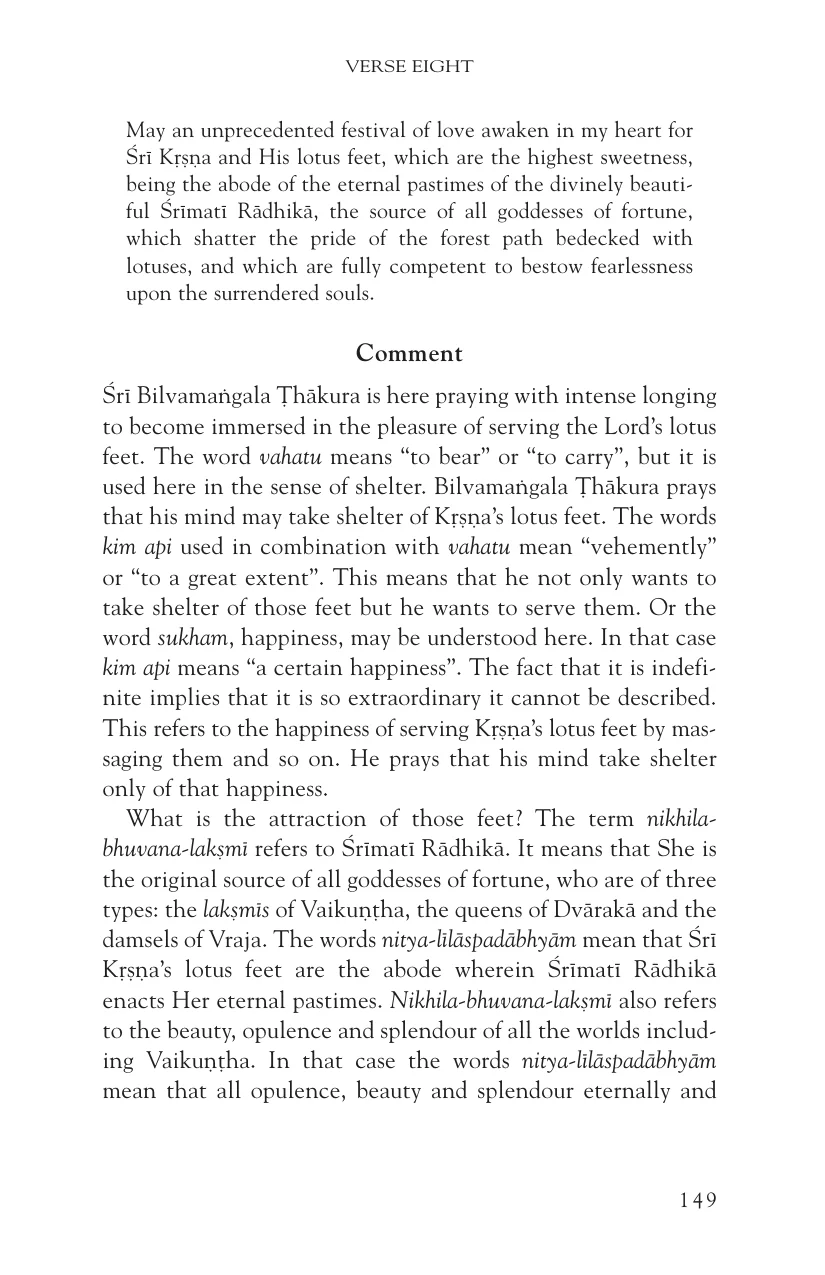 VERSE EIGHT
May an unprecedented festival of love awaken in my heart for
Śrī Kṛṣṇa and His lotus feet, which are the highest sweetness,
being the abode of the eternal pastimes of the divinely beauti-
ful Śrīmatī Rādhikā, the source of all goddesses of fortune,
which shatter the pride of the forest path bedecked with
lotuses, and which are fully competent to bestow fearlessness
upon the surrendered souls.
Comment
Śrī Bilvamaṅgala Ṭhākura is here praying with intense longing
to become immersed in the pleasure of serving the Lord’s lotus
feet. The word vahatu means “to bear” or “to carry”, but it is
used here in the sense of shelter. Bilvamaṅgala Ṭhākura prays
that his mind may take shelter of Kṛṣṇa’s lotus feet. The words
kim api used in combination with vahatu mean “vehemently”
or “to a great extent”. This means that he not only wants to
take shelter of those feet but he wants to serve them. Or the
word sukham, happiness, may be understood here. In that case
kim api means “a certain happiness”. The fact that it is indefi-
nite implies that it is so extraordinary it cannot be described.
This refers to the happiness of serving Kṛṣṇa’s lotus feet by mas-
saging them and so on. He prays that his mind take shelter
only of that happiness.
What is the attraction of those feet? The term nikhila-
bhuvana-lakṣmī refers to Śrīmatī Rādhikā. It means that She is
the original source of all goddesses of fortune, who are of three
types: the lakṣmīs of Vaikuṇṭha, the queens of Dvārakā and the
damsels of Vraja. The words nitya-līlāspadābhyām mean that Śrī
Kṛṣṇa’s lotus feet are the abode wherein Śrīmatī Rādhikā
enacts Her eternal pastimes. Nikhila-bhuvana-lakṣmī also refers
to the beauty, opulence and splendour of all the worlds includ-
ing Vaikuṇṭha. In that case the words nitya-līlāspadābhyām
mean that all opulence, beauty and splendour eternally and
149